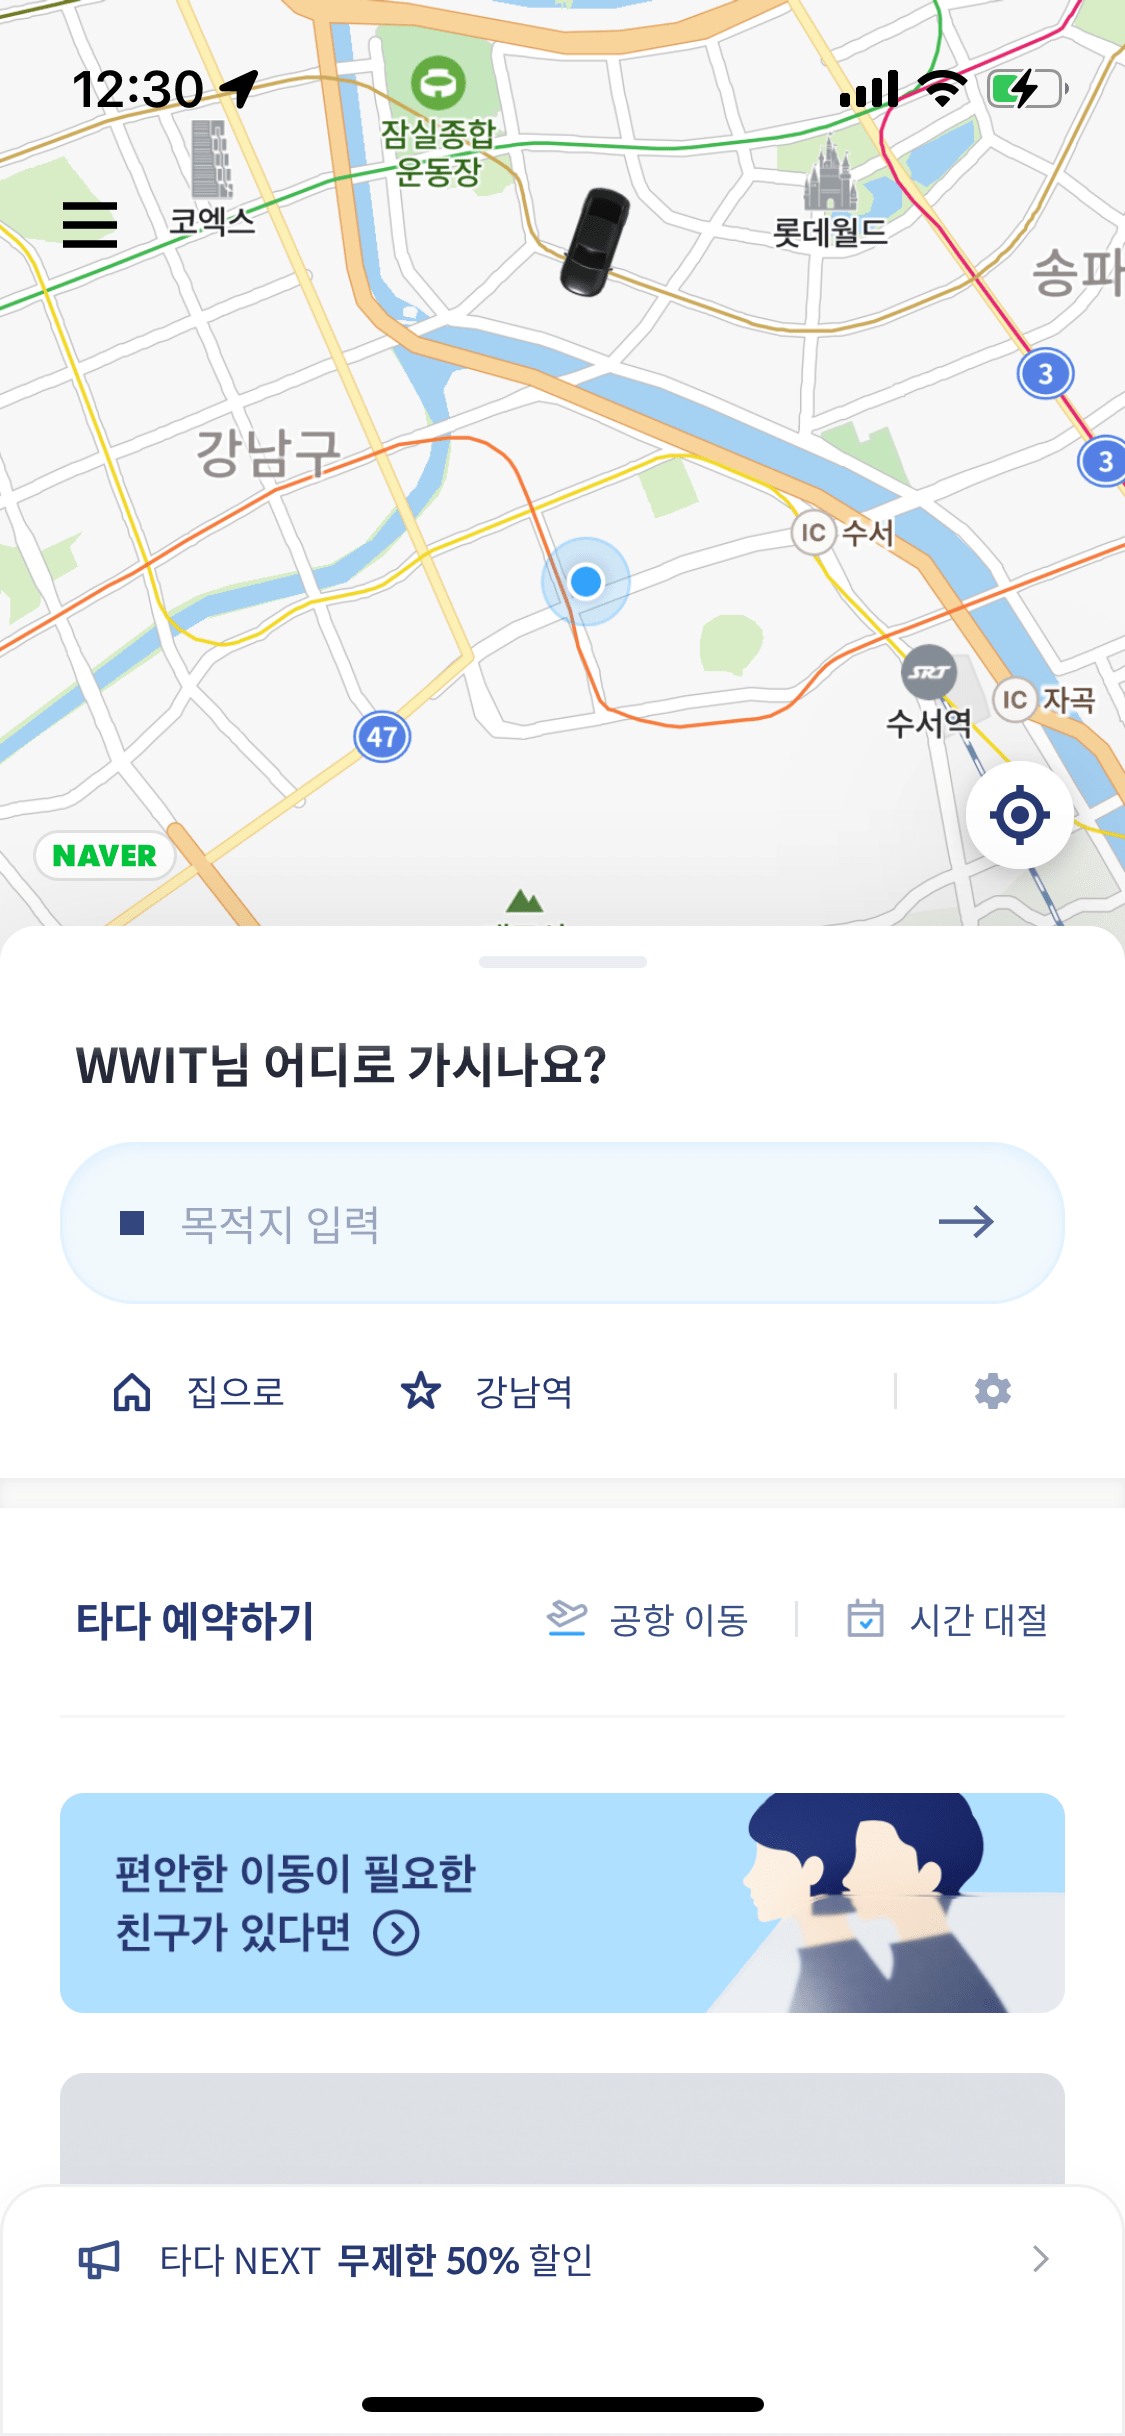 12:30
잠실종합
운동장
코엑스
롯데월드
송파
3
강남구
3
IC 수서
SRT
수서역
IC 자곡
47
NAVER
WWIT님 어디로 가시나요?
목적지 입력
집으로
강남역
타다 예약하기
공항 이동
시간 대절
편안한 이동이 필요한
친구가 있다면
타다 NEXT 무제한 50% 할인